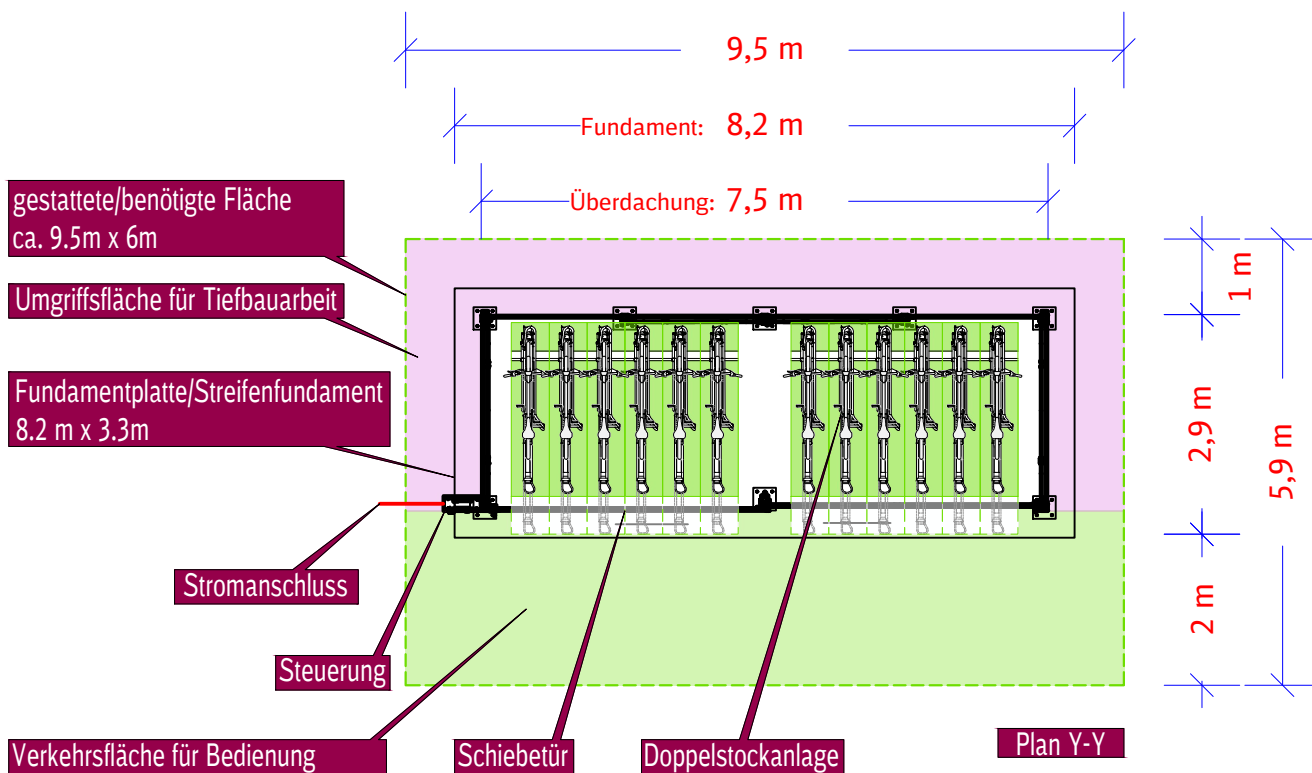 9,5 m
Fundament: 8,2 m
Überdachung: 7,5 m
gestattete/benötigte Fläche
ca. 9.5m x 6m
Umgriffsfläche für Tiefbauarbeit
Fundamentplatte/Streifenfundament
8.2 m x 3.3m
Stromanschluss
Steuerung
Verkehrsfläche für Bedienung
Schiebetür
Doppelstockanlage
Plan Y-Y
1 m
2,9 m
5,9 m
2 m